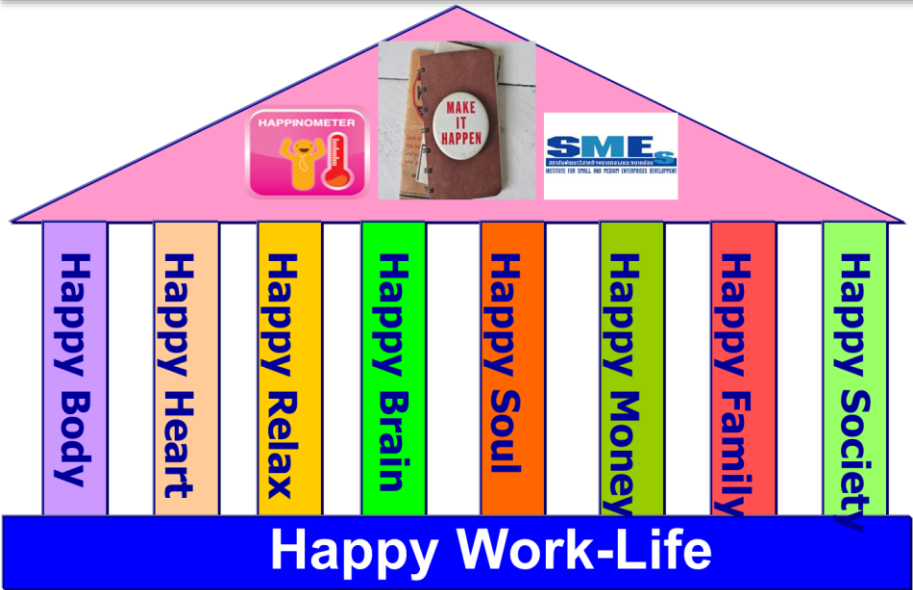 HAPPINOMETER
MAKE
IT
HAPPEN
SMEs
INSTITUTE FOR SMALL AND MEDIUM ENTERPRISES DEVELOPMENT
Happy Body
Happy Heart
Happy Relax
Happy Brain
Happy Soul
Happy Money
Happy Family
Happy Society
Happy Work-Life